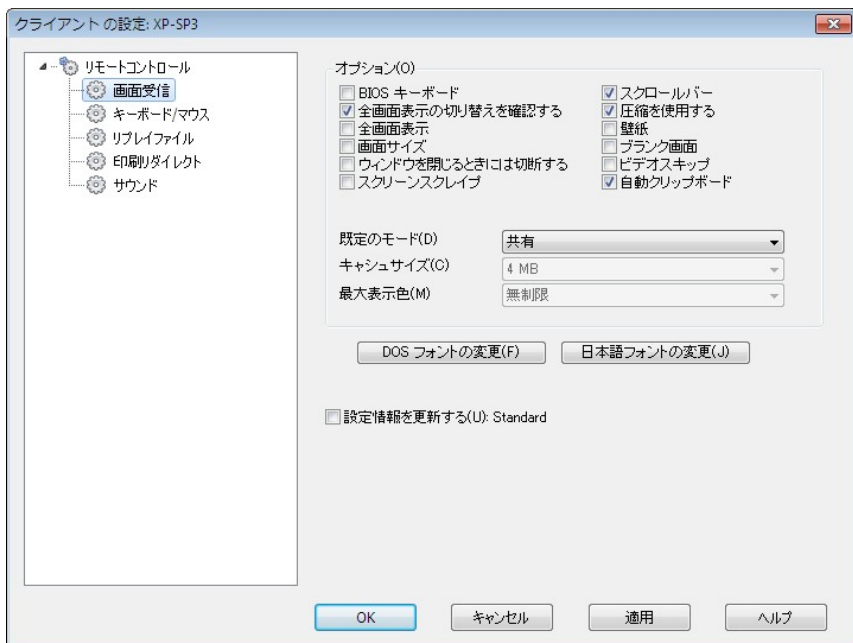 クライアント の設定: XP-SP3
リモートコントロール
画面受信
キーボード/マウス
リプレイファイル
印刷リダイレクト
サウンド
オプション(O)
BIOS キーボード
全画面表示の切り替えを確認する
全画面表示
画面サイズ
ウィンドウを閉じるときには切断する
スクリーンスクレイプ
スクロールバー
圧縮を使用する
壁紙
ブランク画面
ビデオスキップ
自動クリップボード
既定のモード(D) 共有
キャシュサイズ(C) 4 MB
最大表示色(M) 無制限
DOS フォントの変更(F) 日本語フォントの変更(J)
設定情報を更新する(U): Standard
OK キャンセル 適用 ヘルプ